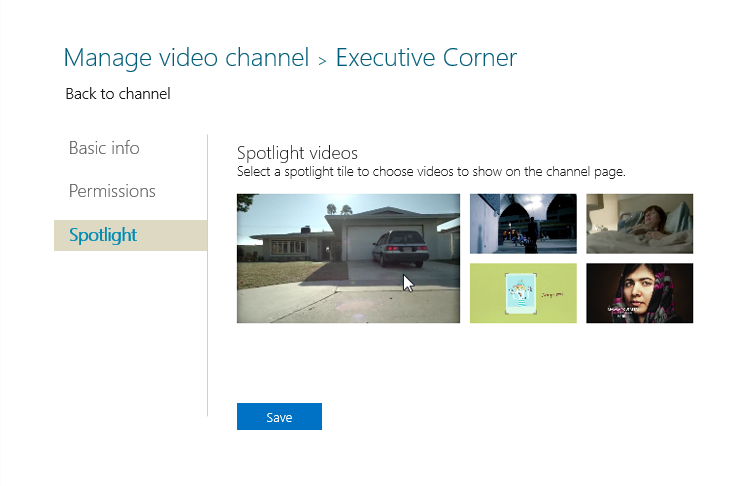 Manage video channel > Executive Corner
Back to channel
Basic info
Permissions
Spotlight
Spotlight videos
Select a spotlight tile to choose videos to show on the channel page.
Save